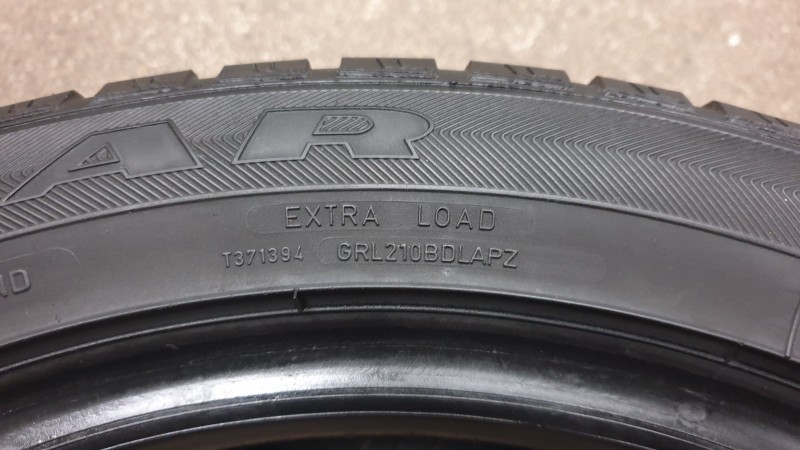 AR
EXTRA LOAD
T371394 GRL210BDLAPZ
ND